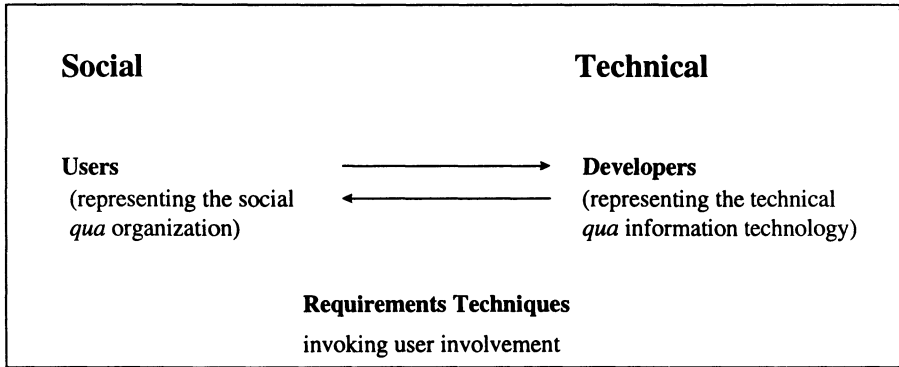 Social
Technical
Users
(representing the social
qua organization)
Developers
(representing the technical
qua information technology)
Requirements Techniques
invoking user involvement